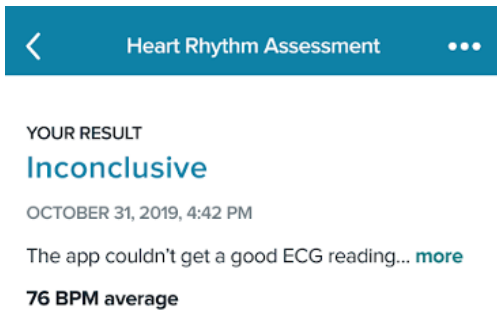 Heart Rhythm Assessment
YOUR RESULT
Inconclusive
OCTOBER 31, 2019, 4:42 PM
The app couldn't get a good ECG reading... more
76 BPM average